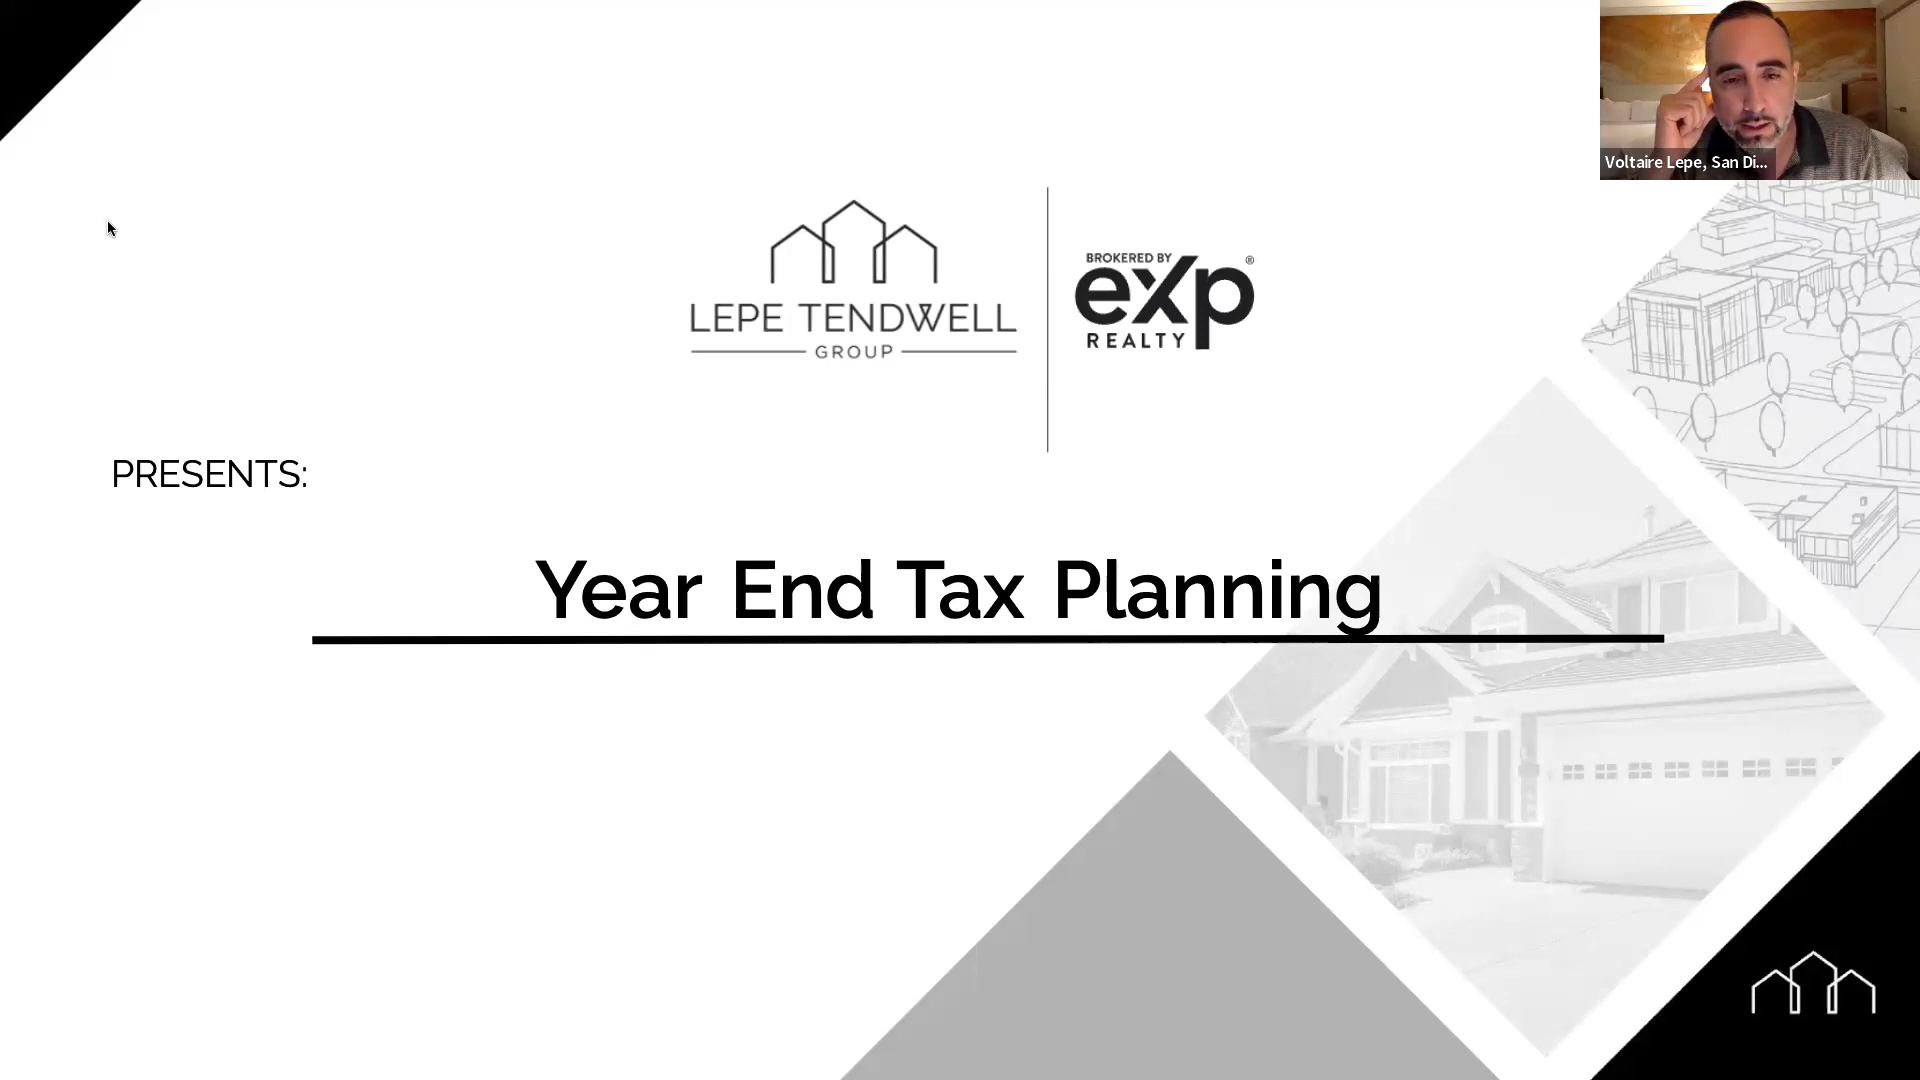 Voltaire Lepe, San Di...
BROKERED BY
eXp®
REALTY
LEPE TENDWELL
GROUP
PRESENTS:
Year End Tax Planning